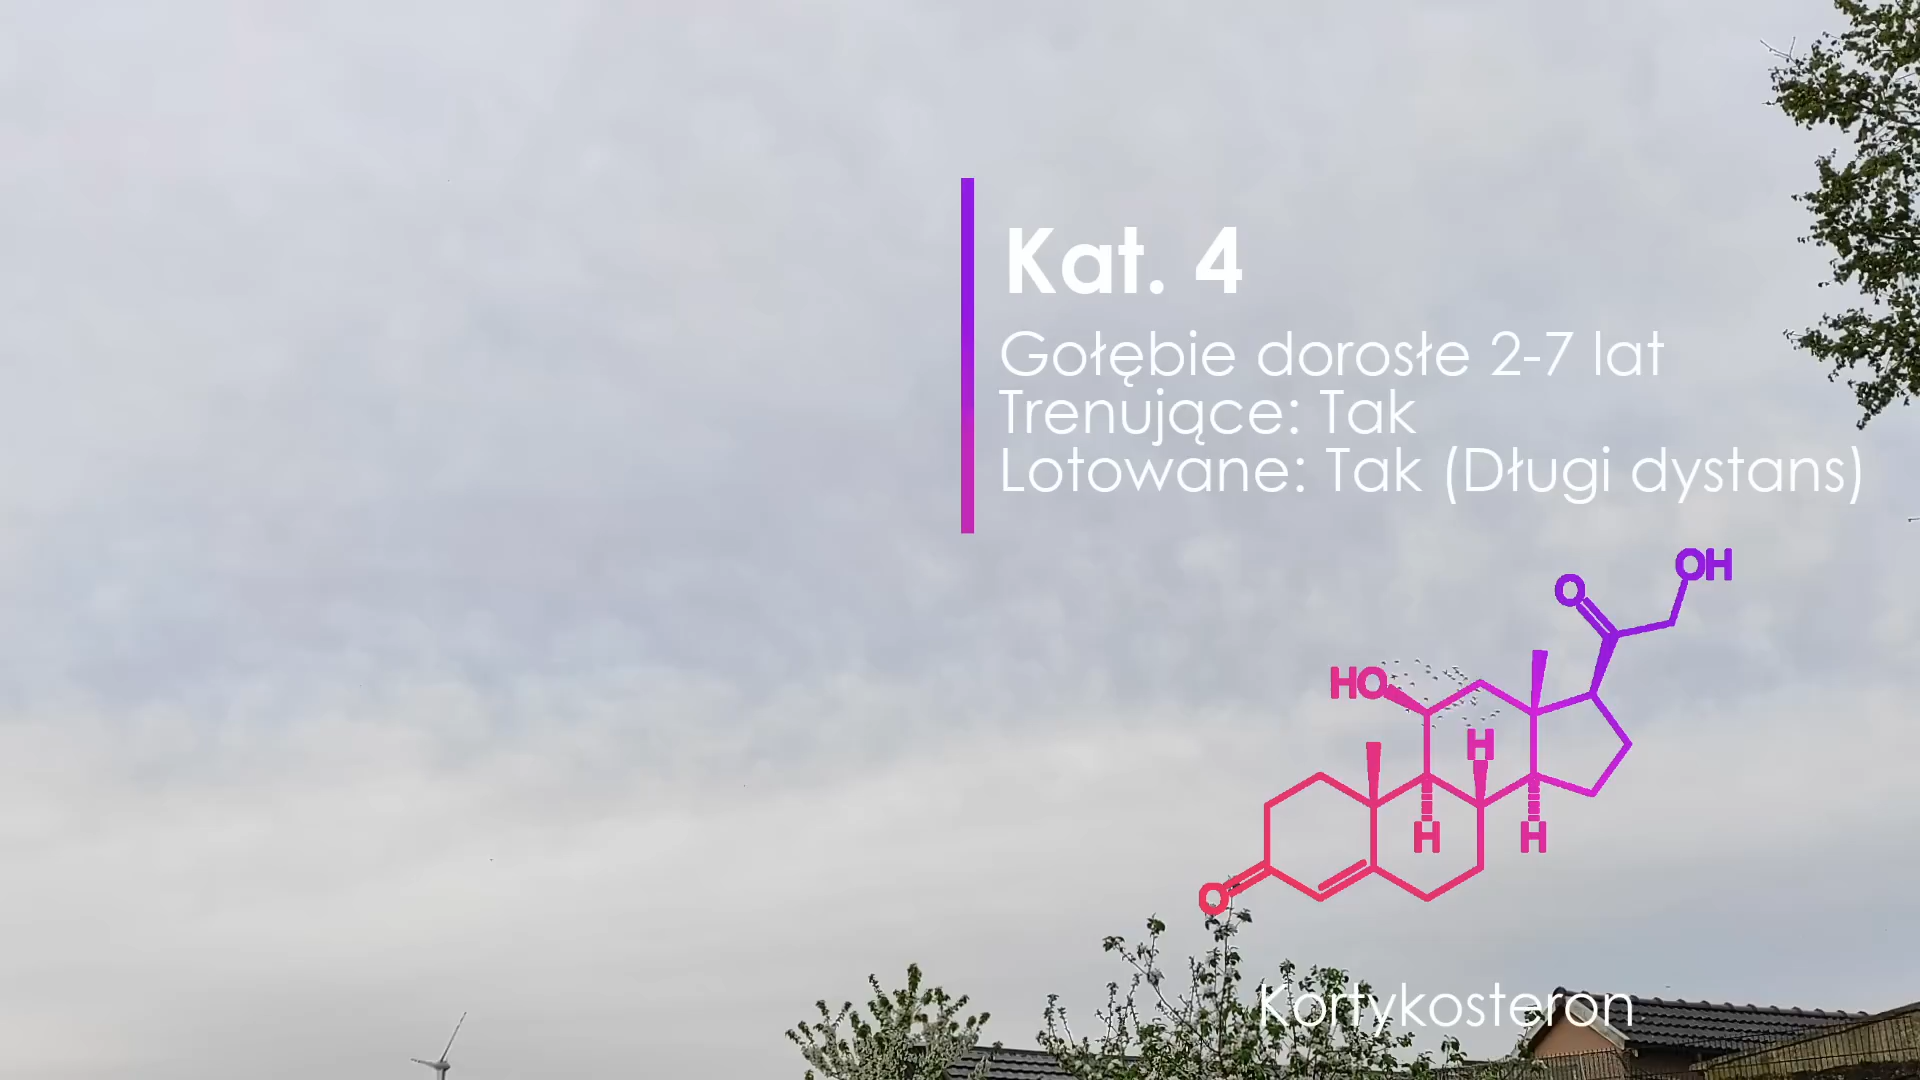 Kat. 4
Gołębie dorosłe 2-7 lat
Trenujące: Tak
Lotowane: Tak (Długi dystans)
OH
O
HO
H
H
H
O
Kortykosteron